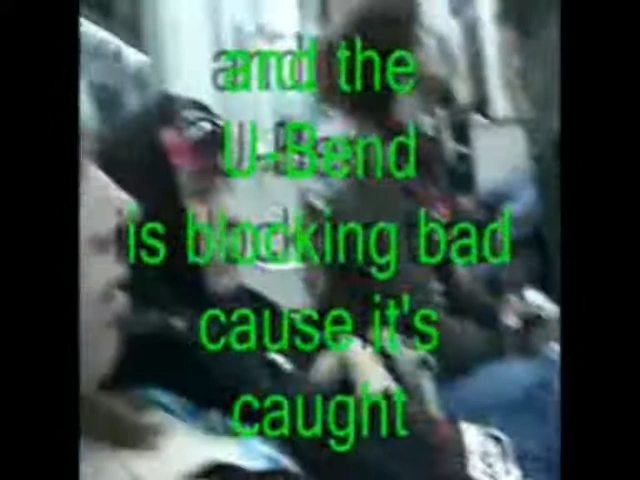 and the
U-Bend
is blocking bad
cause it's
caught